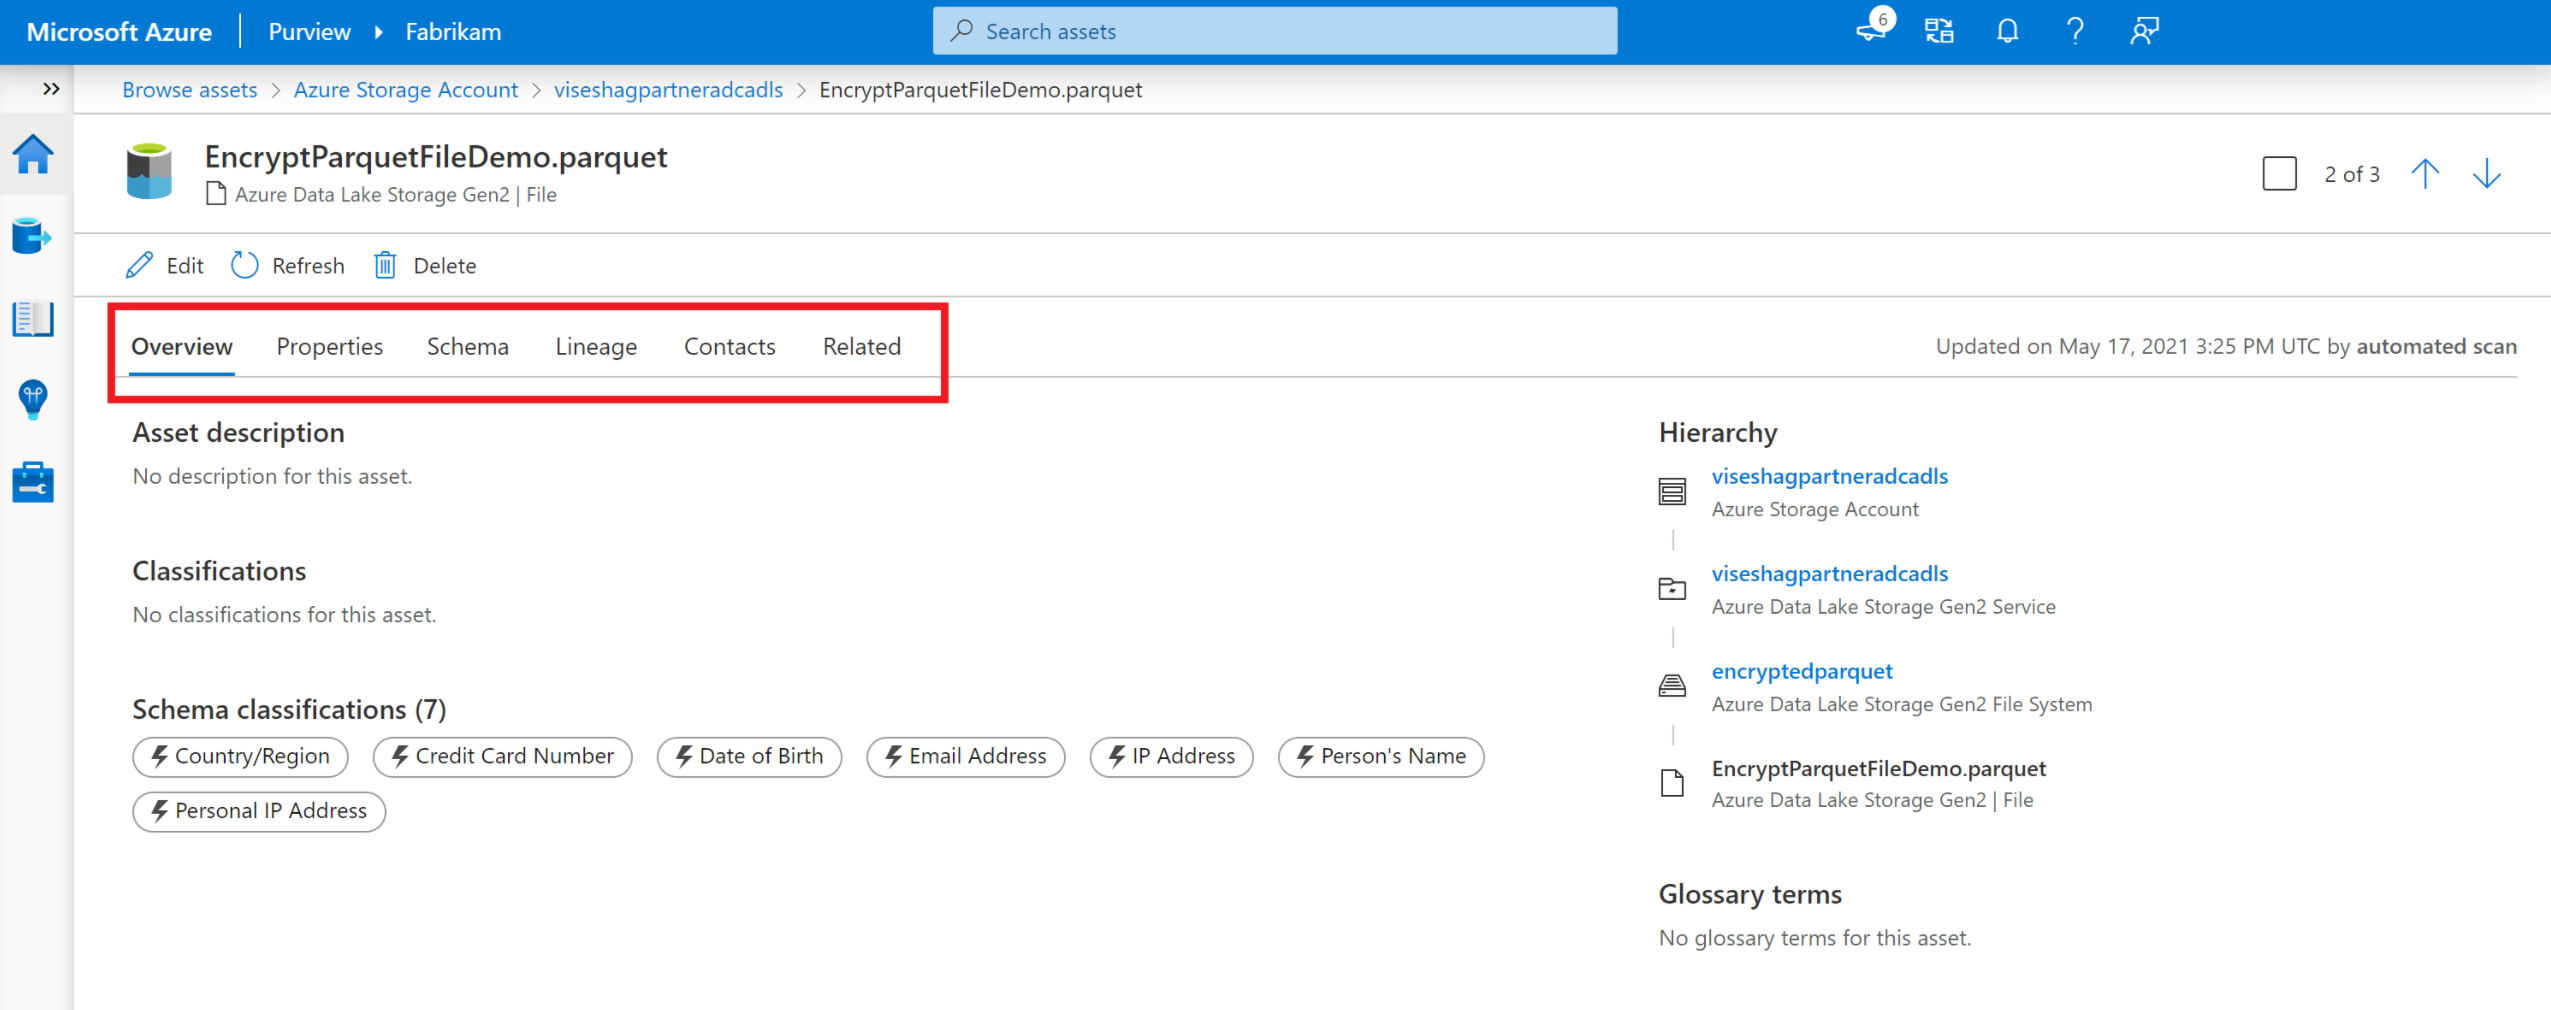 Microsoft Azure Purview Fabrikam Search assets 6
Browse assets > Azure Storage Account > viseshagpartneradcadls > EncryptParquetFileDemo.parquet
EncryptParquetFileDemo.parquet
Azure Data Lake Storage Gen2 | File
2 of 3
Edit Refresh Delete
Overview Properties Schema Lineage Contacts Related
Updated on May 17, 2021 3:25 PM UTC by automated scan
Asset description
No description for this asset.
Classifications
No classifications for this asset.
Schema classifications (7)
Country/Region Credit Card Number Date of Birth Email Address IP Address Person's Name
Personal IP Address
Hierarchy
viseshagpartneradcadls
Azure Storage Account
viseshagpartneradcadls
Azure Data Lake Storage Gen2 Service
encryptedparquet
Azure Data Lake Storage Gen2 File System
EncryptParquetFileDemo.parquet
Azure Data Lake Storage Gen2 | File
Glossary terms
No glossary terms for this asset.